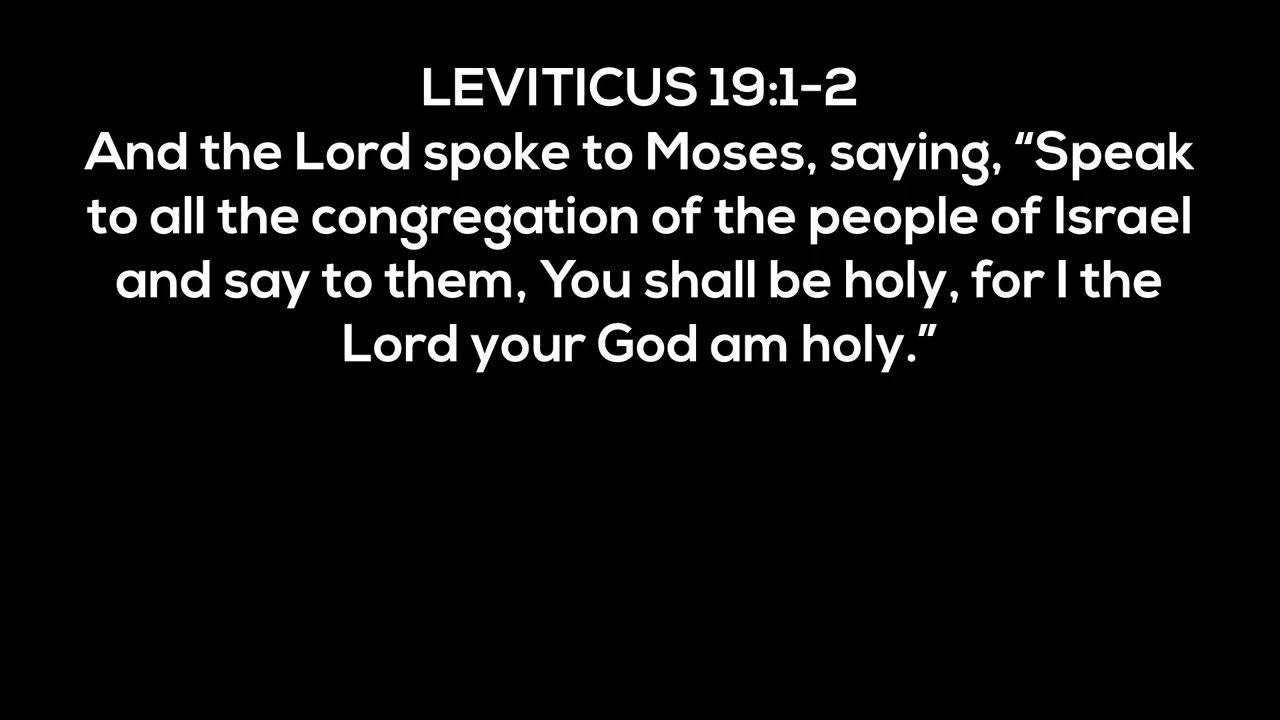 LEVITICUS 19:1-2
And the Lord spoke to Moses, saying, “Speak
to all the congregation of the people of Israel
and say to them, You shall be holy, for I the
Lord your God am holy.”